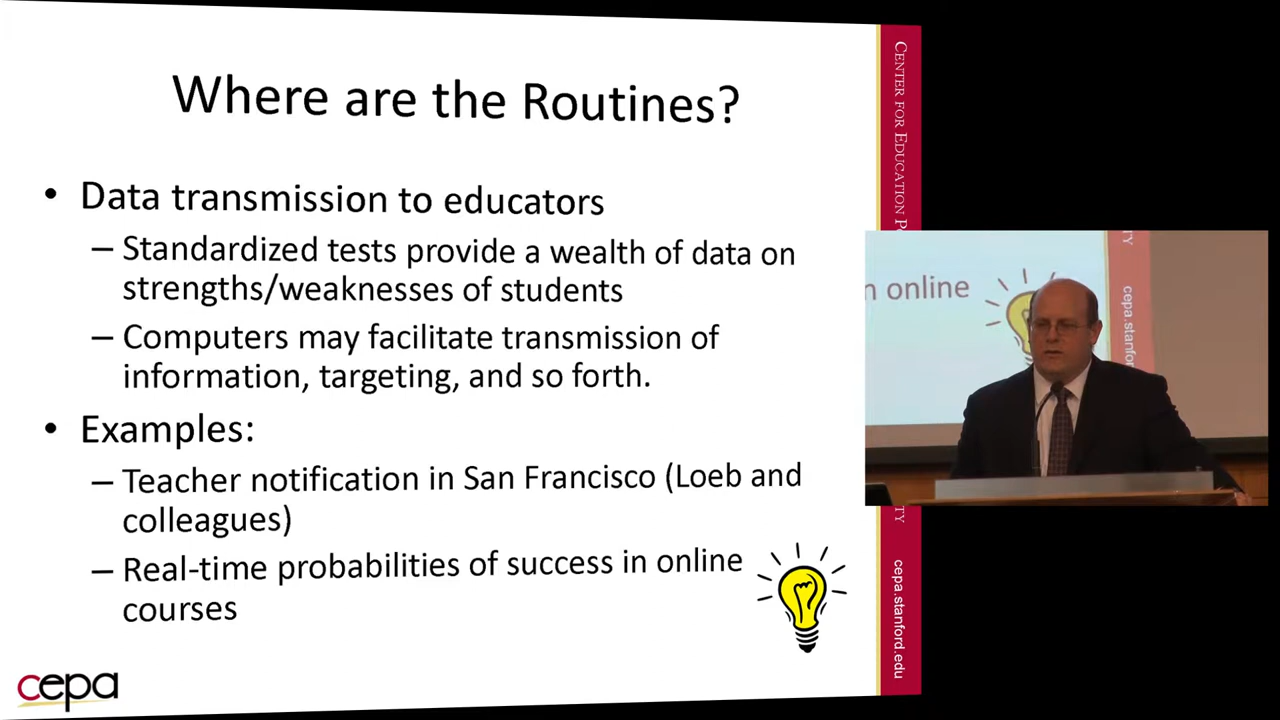 Where are the Routines?
• Data transmission to educators
– Standardized tests provide a wealth of data on
strengths/weaknesses of students
– Computers may facilitate transmission of
information, targeting, and so forth.
• Examples:
– Teacher notification in San Francisco (Loeb and
colleagues)
– Real-time probabilities of success in online
courses
cepa
CENTER FOR EDUCATION
cepa.stanford.edu
online
cepa.stanford